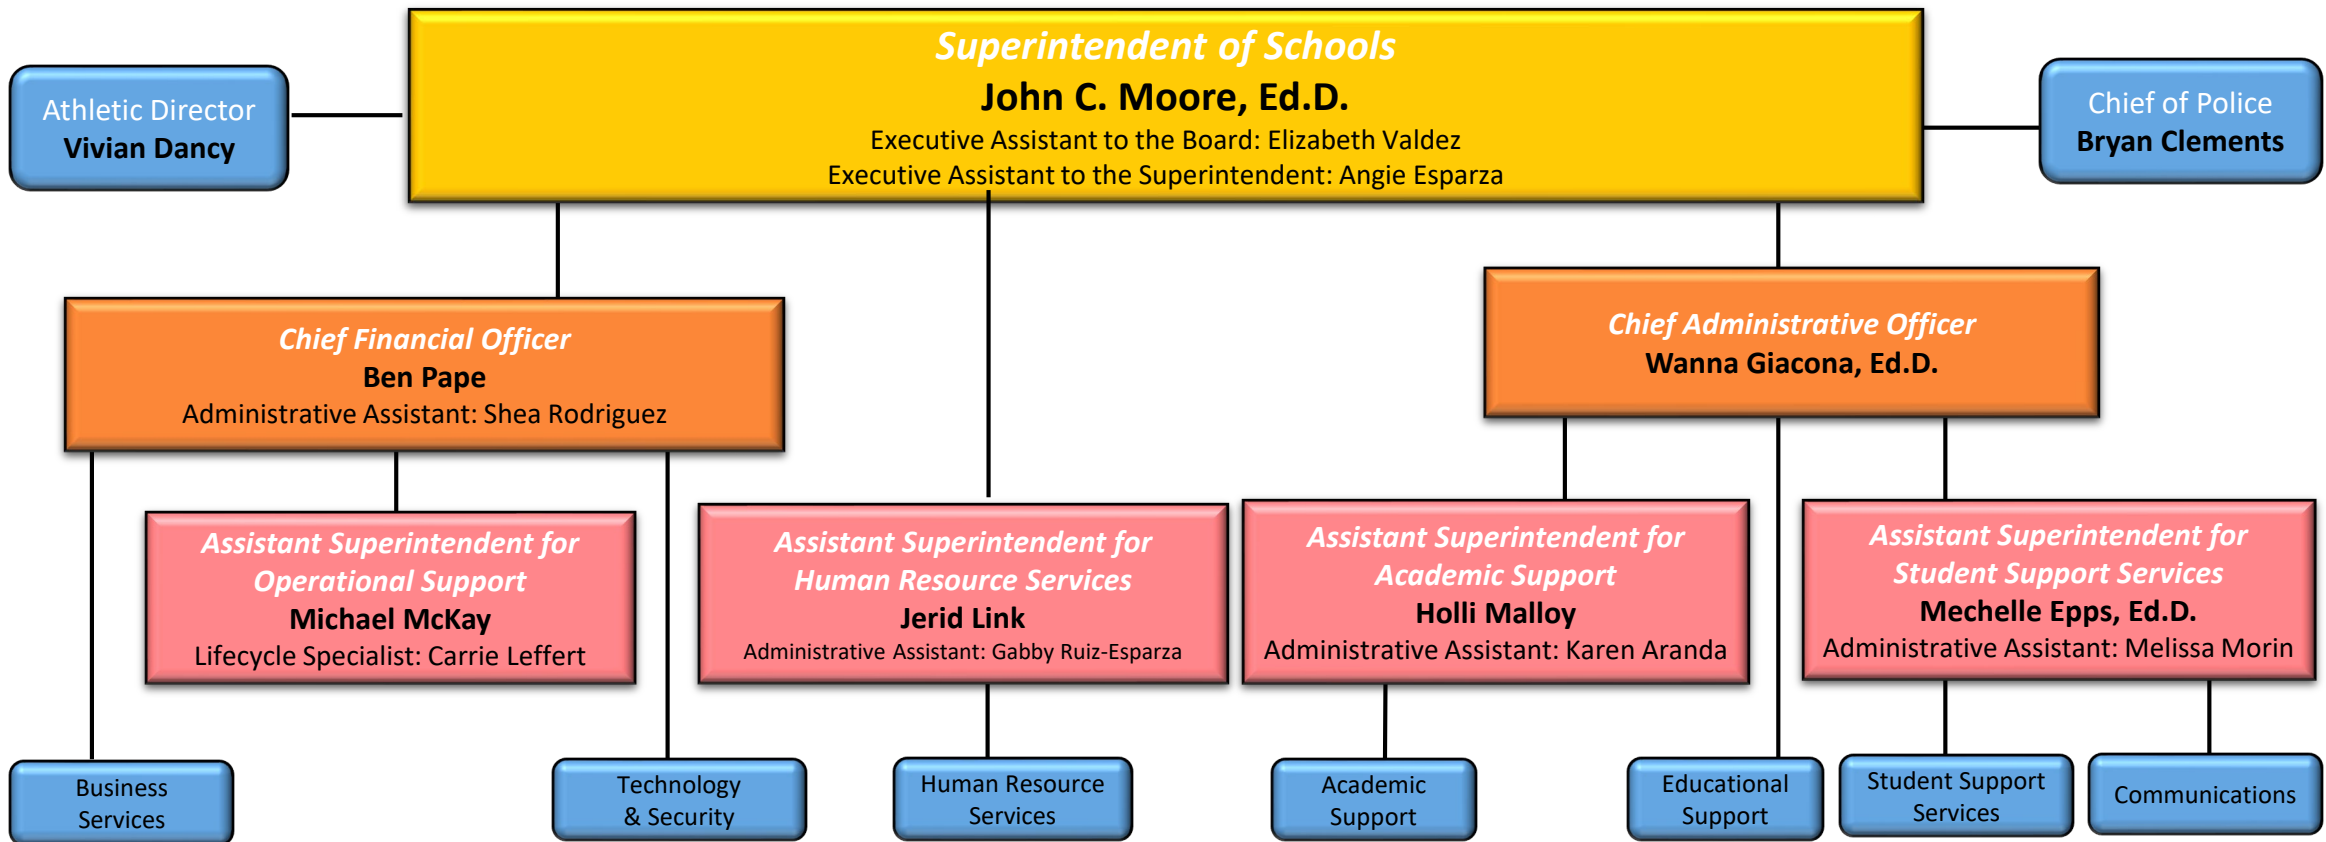 Superintendent of Schools
John C. Moore, Ed.D.
Executive Assistant to the Board: Elizabeth Valdez
Executive Assistant to the Superintendent: Angie Esparza
Athletic Director
Vivian Dancy
Chief of Police
Bryan Clements
Chief Financial Officer
Ben Pape
Administrative Assistant: Shea Rodriguez
Chief Administrative Officer
Wanna Giacona, Ed.D.
Assistant Superintendent for
Operational Support
Michael McKay
Lifecycle Specialist: Carrie Leffert
Assistant Superintendent for
Human Resource Services
Jerid Link
Administrative Assistant: Gabby Ruiz-Esparza
Assistant Superintendent for
Academic Support
Holli Malloy
Administrative Assistant: Karen Aranda
Assistant Superintendent for
Student Support Services
Mechelle Epps, Ed.D.
Administrative Assistant: Melissa Morin
Business
Services
Technology
& Security
Human Resource
Services
Academic
Support
Educational
Support
Student Support
Services
Communications